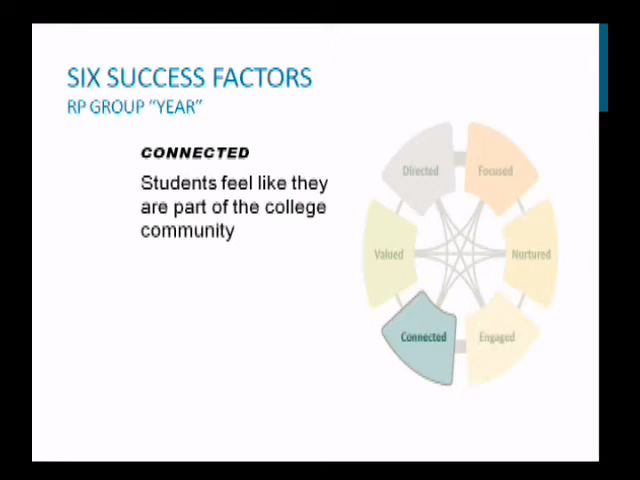 SIX SUCCESS FACTORS
RP GROUP “YEAR”
CONNECTED
Students feel like they
are part of the college
community
Directed
Focused
Valued
Nurtured
Connected
Engaged